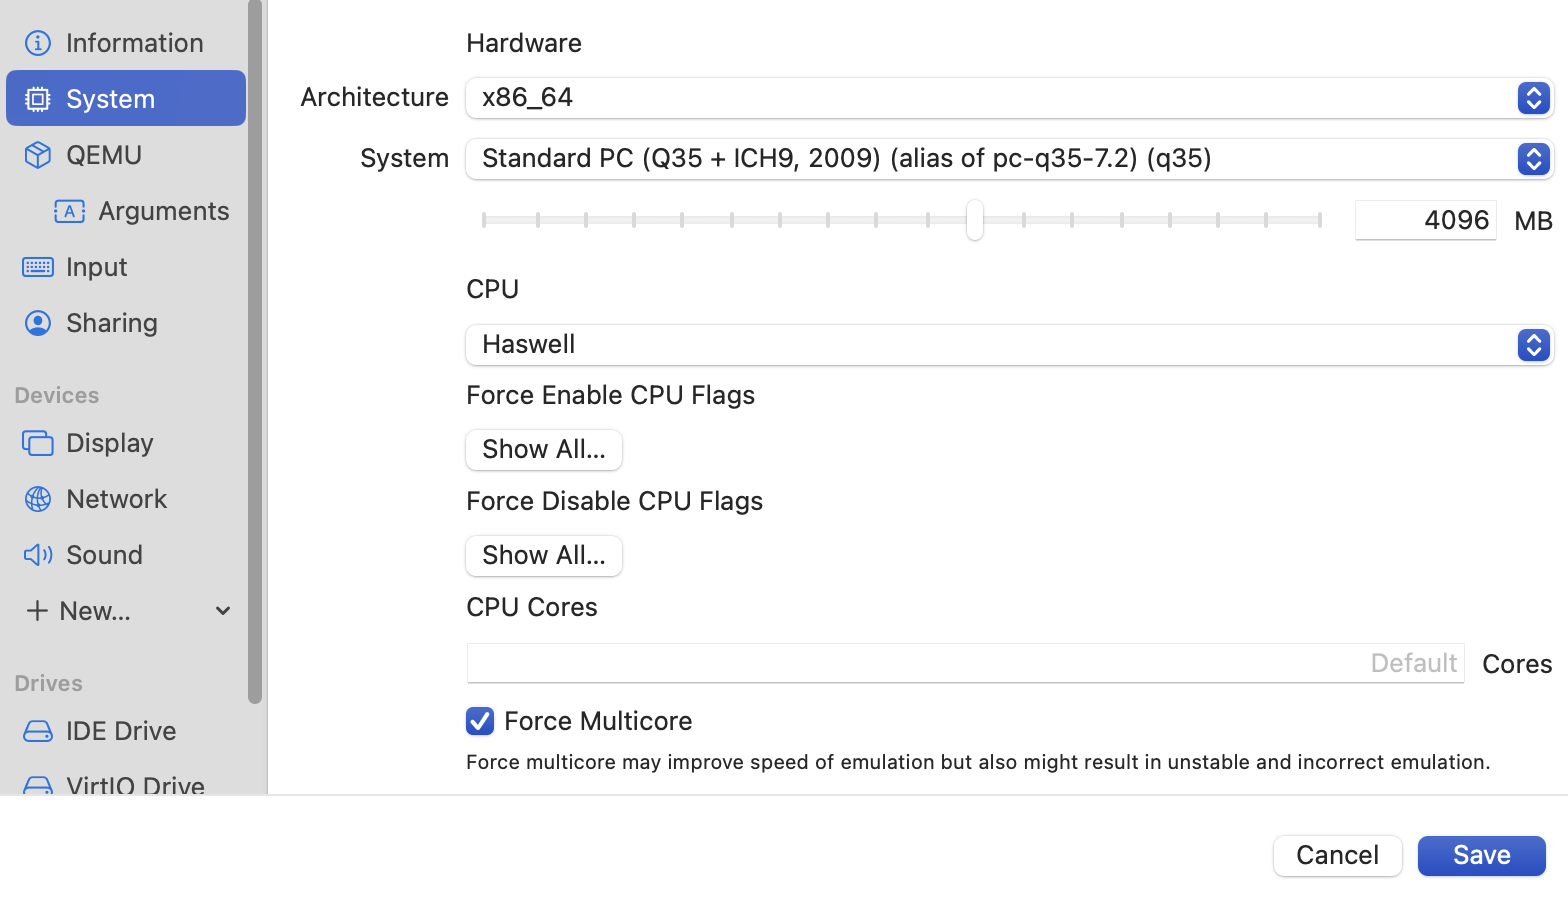 Information
System
QEMU
Arguments
Input
Sharing
Devices
Display
Network
Sound
New...
Drives
IDE Drive
VirtIO Drive
Hardware
Architecture x86_64
System Standard PC (Q35 + ICH9, 2009) (alias of pc-q35-7.2) (q35)
4096 MB
CPU
Haswell
Force Enable CPU Flags
Show All...
Force Disable CPU Flags
Show All...
CPU Cores
Default Cores
Force Multicore
Force multicore may improve speed of emulation but also might result in unstable and incorrect emulation.
Cancel Save